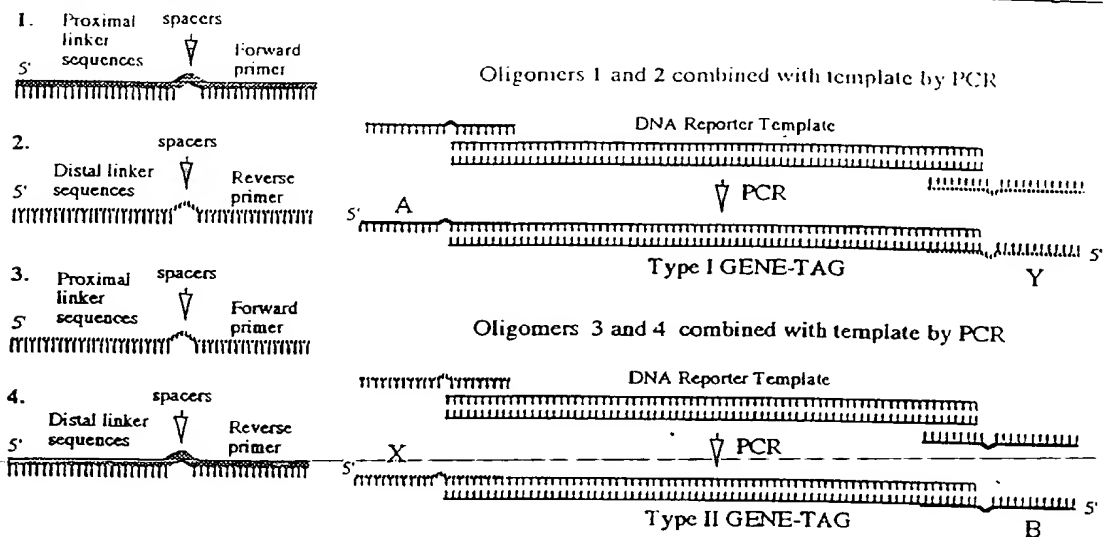 1.
Proximal
linker
sequences
spacers
Forward
primer
5'
2.
Distal linker
sequences
spacers
Reverse
primer
5'
3.
Proximal
linker
sequences
spacers
Forward
primer
5'
4.
Distal linker
sequences
spacers
Reverse
primer
5'
Oligomers 1 and 2 combined with template by PCR
DNA Reporter Template
PCR
A
5'
5'
Type I GENE-TAG
Y
Oligomers 3 and 4 combined with template by PCR
DNA Reporter Template
PCR
X
5'
5'
Type II GENE-TAG
B